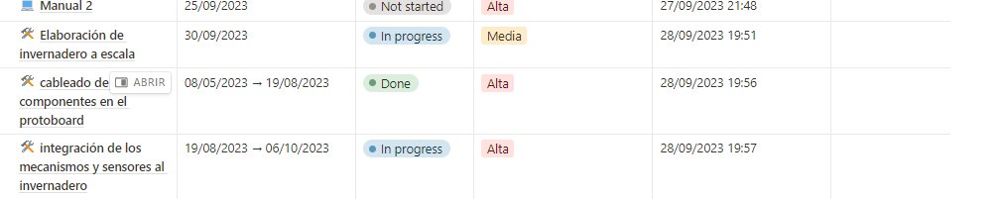 Manual 2 25/09/2023 Not started Alta 27/09/2023 21:48
Elaboración de 30/09/2023 In progress Media 28/09/2023 19:51
invernadero a escala
cableado de ABRIR 08/05/2023 → 19/08/2023 Done Alta 28/09/2023 19:56
componentes en el
protoboard
integración de los 19/08/2023 → 06/10/2023 In progress Alta 28/09/2023 19:57
mecanismos y sensores al
invernadero